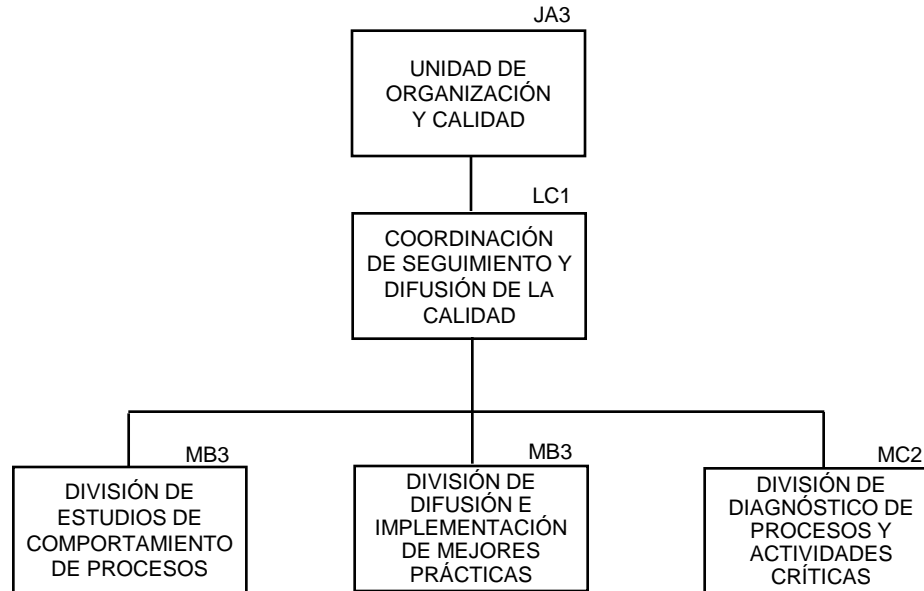 JA3
UNIDAD DE
ORGANIZACIÓN
Y CALIDAD
LC1
COORDINACIÓN
DE SEGUIMIENTO Y
DIFUSIÓN DE LA
CALIDAD
MB3
DIVISIÓN DE
ESTUDIOS DE
COMPORTAMIENTO
DE PROCESOS
MB3
DIVISIÓN DE
DIFUSIÓN E
IMPLEMENTACIÓN
DE MEJORES
PRÁCTICAS
MC2
DIVISIÓN DE
DIAGNÓSTICO DE
PROCESOS Y
ACTIVIDADES
CRÍTICAS